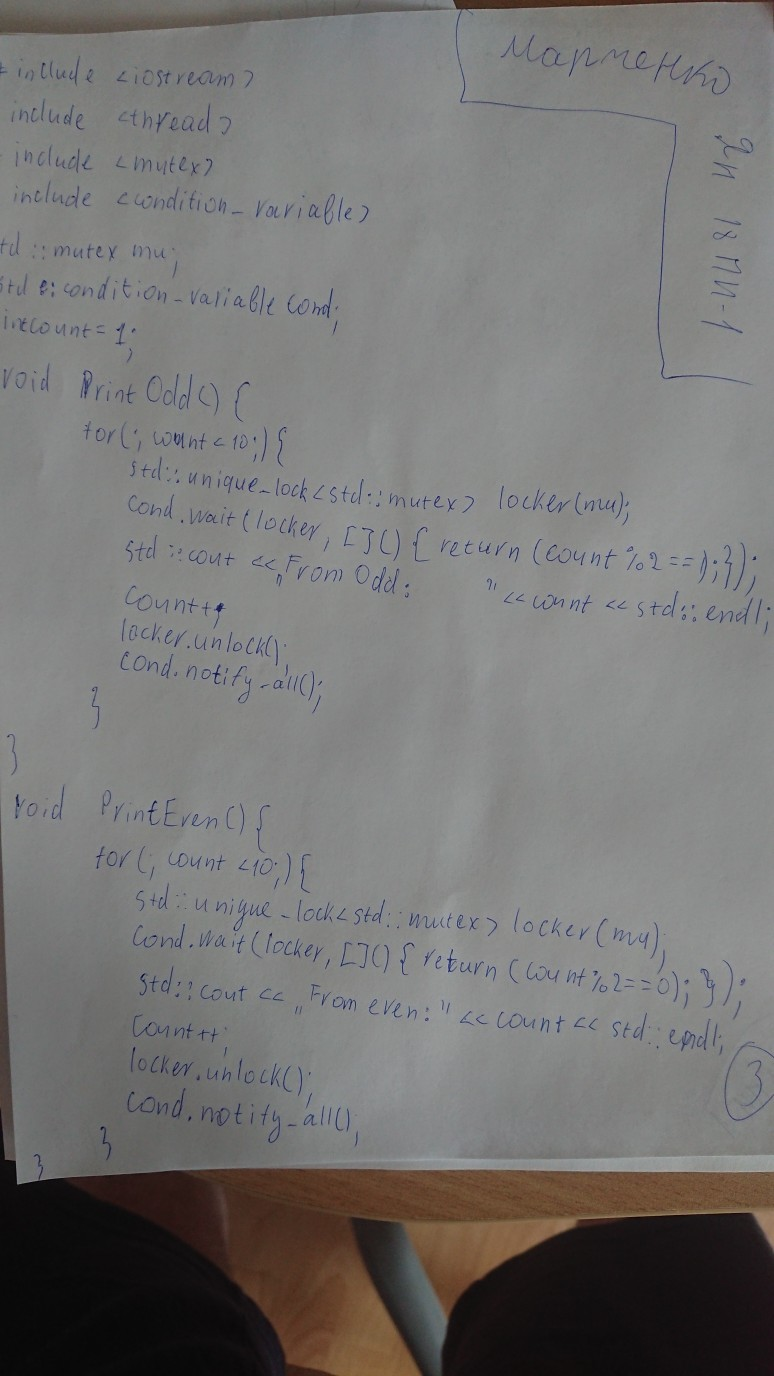 Марченко
2н 18ПИ-1
# include <iostream>
include <thread>
include <mutex>
include <condition_variable>
td::mutex mu;
std::condition_variable cond;
int count = 1;
void PrintOdd() {
for(; count < 10;) {
std::unique_lock<std::mutex> locker(mu);
cond.wait(locker, []() { return (count %2 == 1); });
std::cout << „From Odd: " << count << std::endl;
count++;
locker.unlock();
cond.notify_all();
}
}
void PrintEven() {
for(; count <10;) {
std::unique_lock<std::mutex> locker(mu);
cond.wait(locker, []() { return (count%2==0); });
std::cout << „From even:" << count << std::endl;
count++;
locker.unlock();
cond.notify_all();
}
}
3